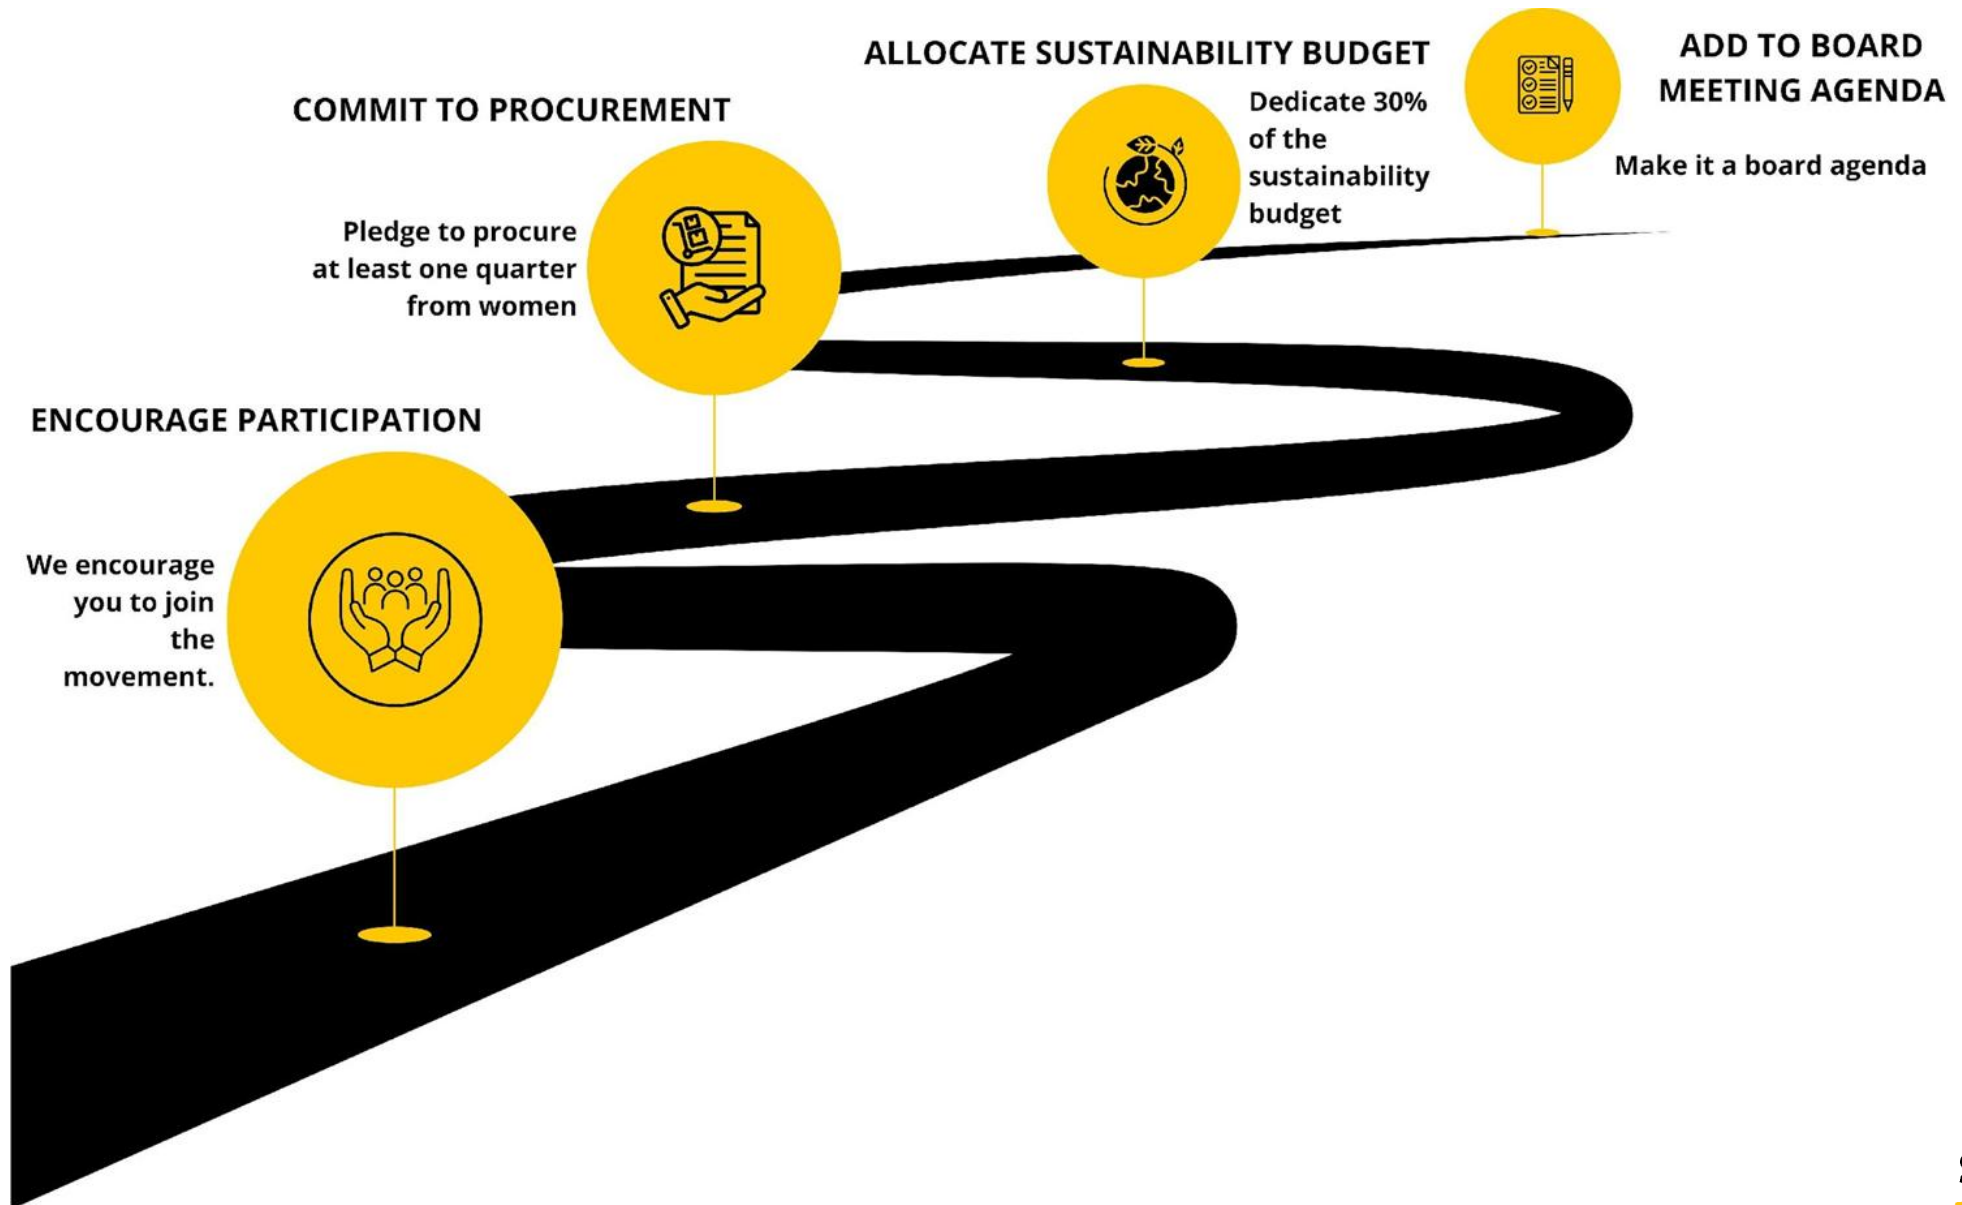 ALLOCATE SUSTAINABILITY BUDGET
Dedicate 30%
of the
sustainability
budget
ADD TO BOARD
MEETING AGENDA
Make it a board agenda
COMMIT TO PROCUREMENT
Pledge to procure
at least one quarter
from women
ENCOURAGE PARTICIPATION
We encourage
you to join
the
movement.